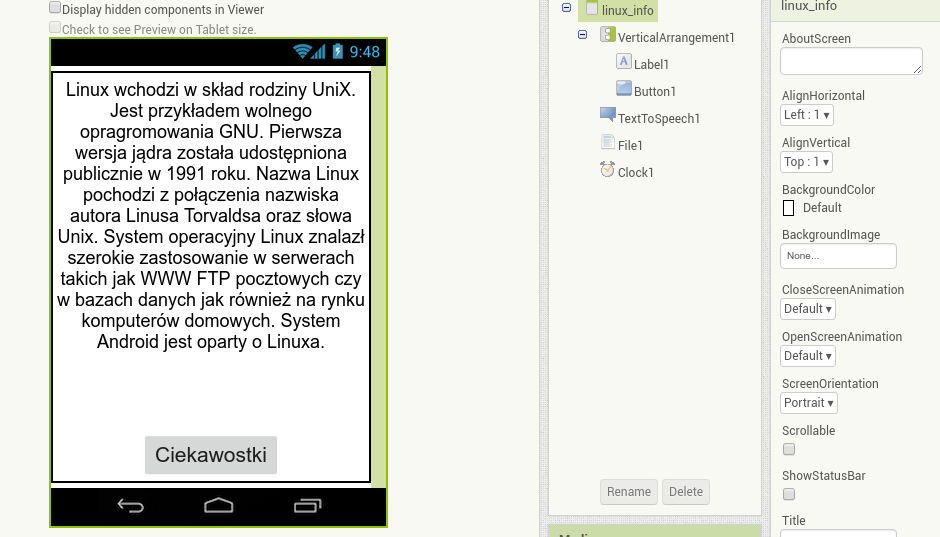 Display hidden components in Viewer
Check to see Preview on Tablet size.
9:48
Linux wchodzi w skład rodziny UniX.
Jest przykładem wolnego
opragromowania GNU. Pierwsza
wersja jądra została udostępniona
publicznie w 1991 roku. Nazwa Linux
pochodzi z połączenia nazwiska
autora Linusa Torvaldsa oraz słowa
Unix. System operacyjny Linux znalazł
szerokie zastosowanie w serwerach
takich jak WWW FTP pocztowych czy
w bazach danych jak również na rynku
komputerów domowych. System
Android jest oparty o Linuxa.
Ciekawostki
linux_info
VerticalArrangement1
A Label1
Button1
TextToSpeech1
File1
Clock1
Rename Delete
linux_info
AboutScreen
AlignHorizontal
Left : 1 ▾
AlignVertical
Top : 1 ▾
BackgroundColor
Default
BackgroundImage
None...
CloseScreenAnimation
Default ▾
OpenScreenAnimation
Default ▾
ScreenOrientation
Portrait ▾
Scrollable
ShowStatusBar
Title